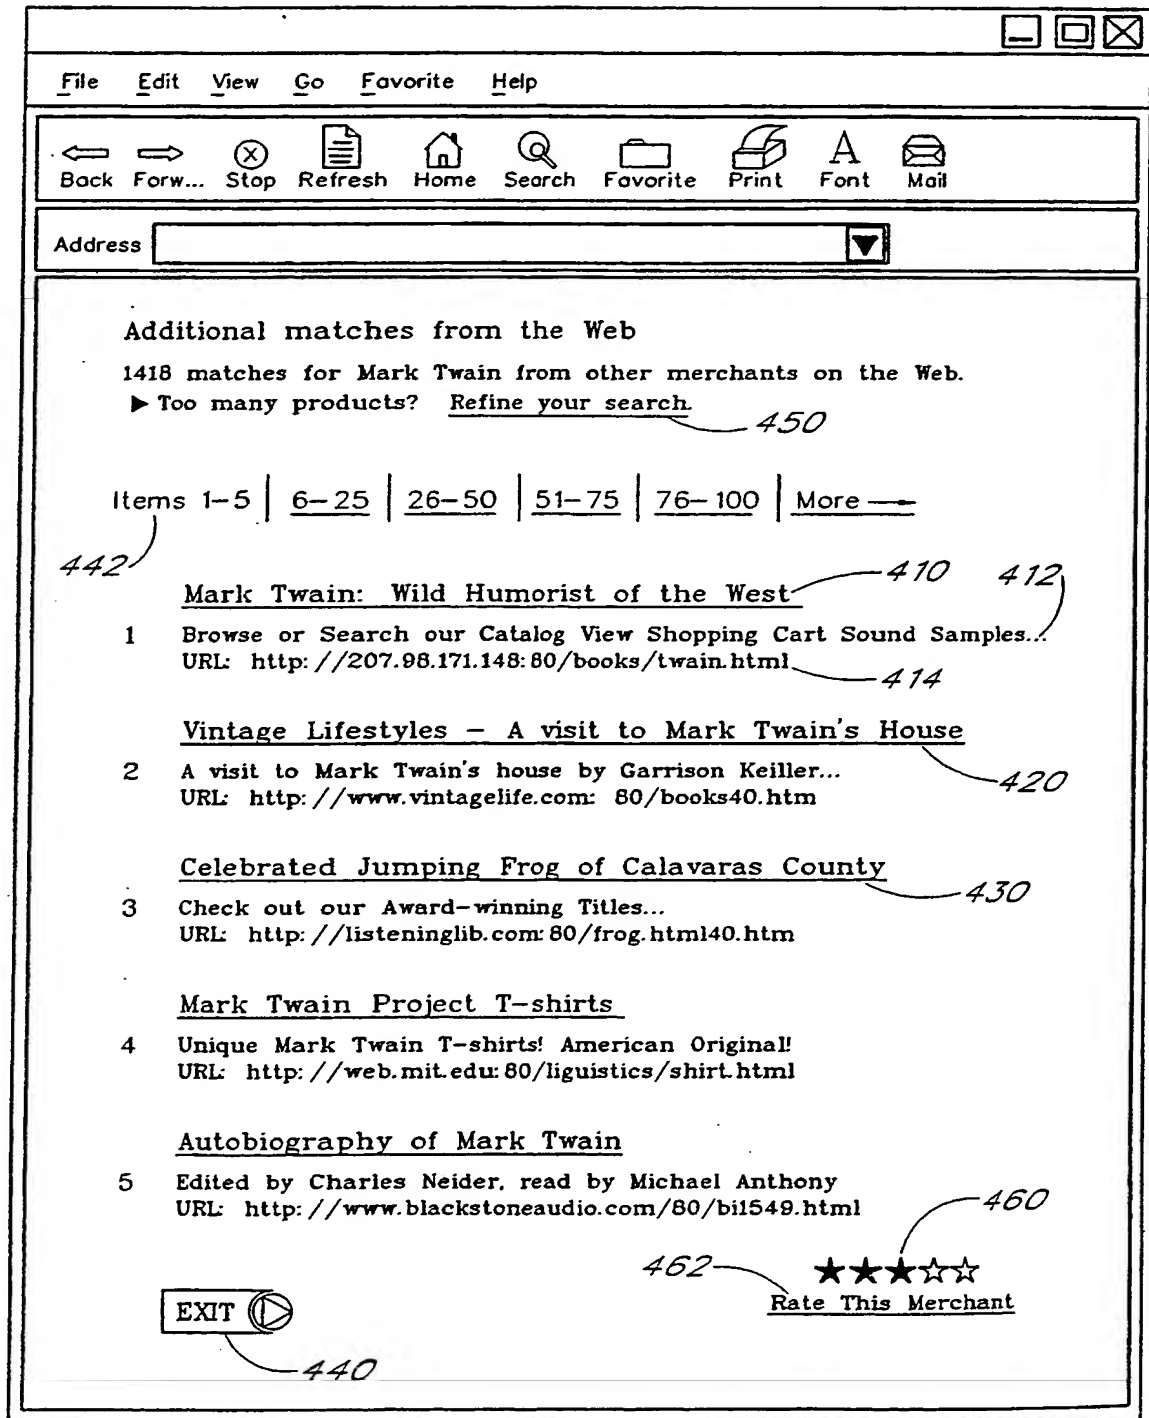 File Edit View Go Favorite Help
Back Forw... Stop Refresh Home Search Favorite Print Font Mail
Address
Additional matches from the Web
1418 matches for Mark Twain from other merchants on the Web.
▶ Too many products? Refine your search.
450
Items 1-5 | 6-25 | 26-50 | 51-75 | 76-100 | More
442
410
412
Mark Twain: Wild Humorist of the West
1 Browse or Search our Catalog View Shopping Cart Sound Samples...
URL: http://207.98.171.148:80/books/twain.html
414
Vintage Lifestyles – A visit to Mark Twain's House
2 A visit to Mark Twain's house by Garrison Keiller...
420
URL: http://www.vintagelife.com: 80/books40.htm
Celebrated Jumping Frog of Calavaras County
430
3 Check out our Award-winning Titles...
URL: http://listeninglib.com:80/frog.html40.htm
Mark Twain Project T-shirts
4 Unique Mark Twain T-shirts! American Original!
URL: http://web.mit.edu:80/liguistics/shirt.html
Autobiography of Mark Twain
5 Edited by Charles Neider, read by Michael Anthony
URL: http://www.blackstoneaudio.com/80/bi1549.html
460
462
Rate This Merchant
EXIT
440